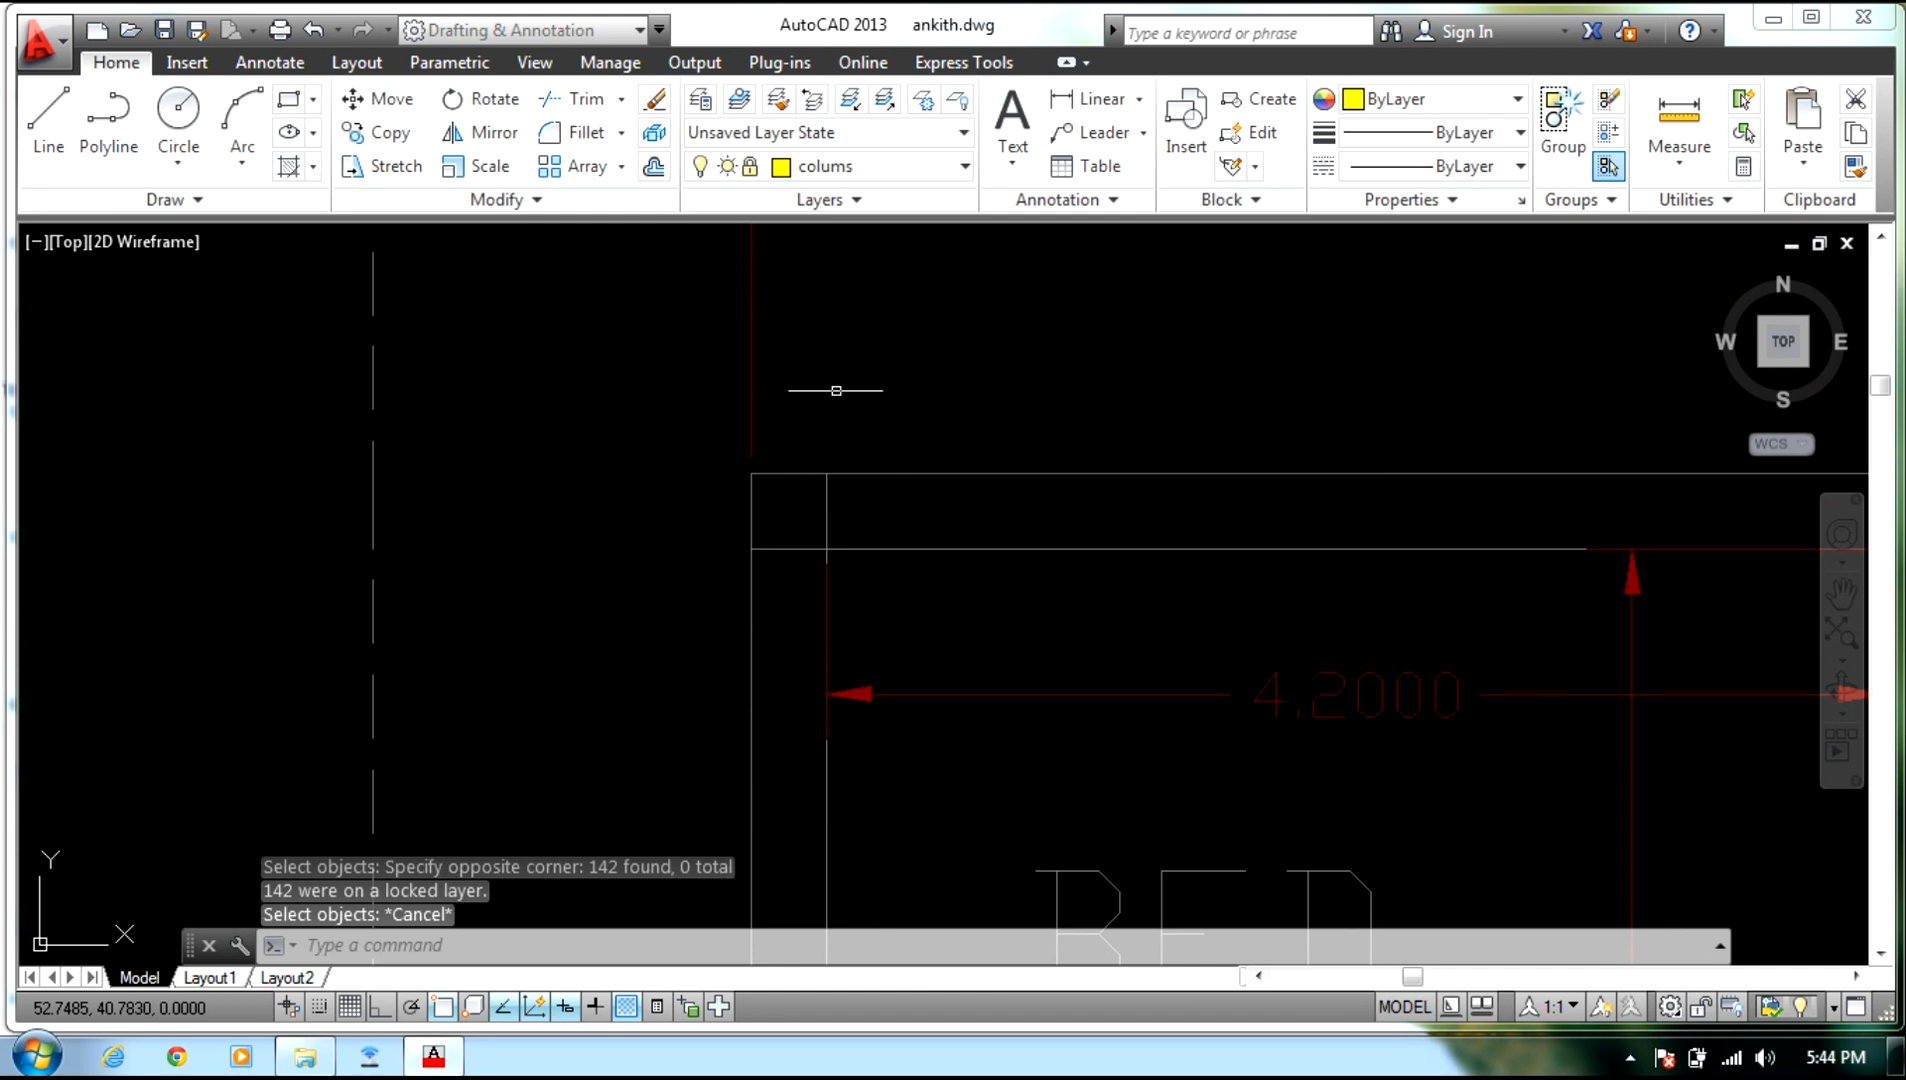 Drafting & Annotation
AutoCAD 2013 ankith.dwg
Type a keyword or phrase
Sign In
Home Insert Annotate Layout Parametric View Manage Output Plug-ins Online Express Tools
Line Polyline Circle Arc
Move Rotate Trim
Copy Mirror Fillet
Stretch Scale Array
Unsaved Layer State
colums
Text
Linear
Leader
Table
Insert
Create
Edit
ByLayer
ByLayer
ByLayer
Group
Measure
Paste
Draw Modify Layers Annotation Block Properties Groups Utilities Clipboard
[−][Top][2D Wireframe]
N
W TOP E
S
WCS
4.2000
BED
Y
X
Select objects: Specify opposite corner: 142 found, 0 total
142 were on a locked layer.
Select objects: *Cancel*
Type a command
Model Layout1 Layout2
52.7485, 40.7830, 0.0000
MODEL
1:1
5:44 PM